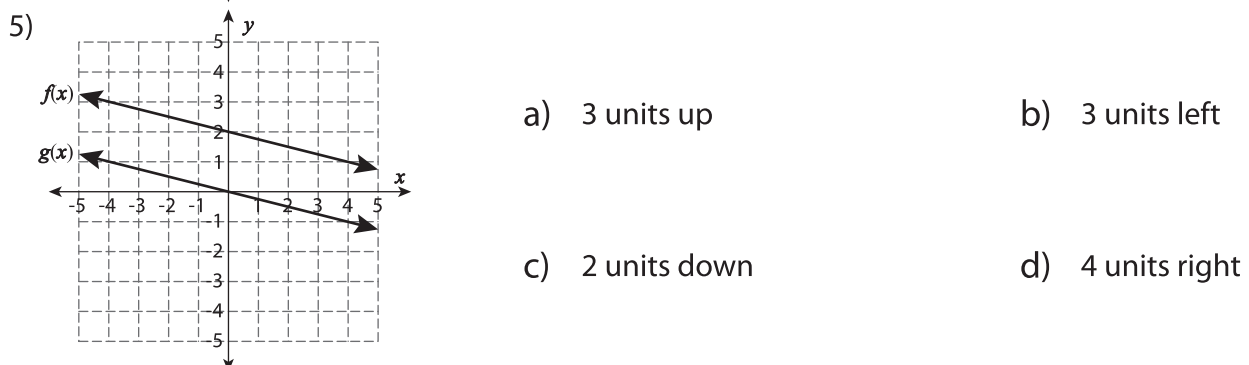 5)
y
5
4
f(x)
3
2
g(x)
1
x
-5 -4 -3 -2 -1 1 2 3 4 5
-1
-2
-3
-4
-5
a) 3 units up
b) 3 units left
c) 2 units down
d) 4 units right